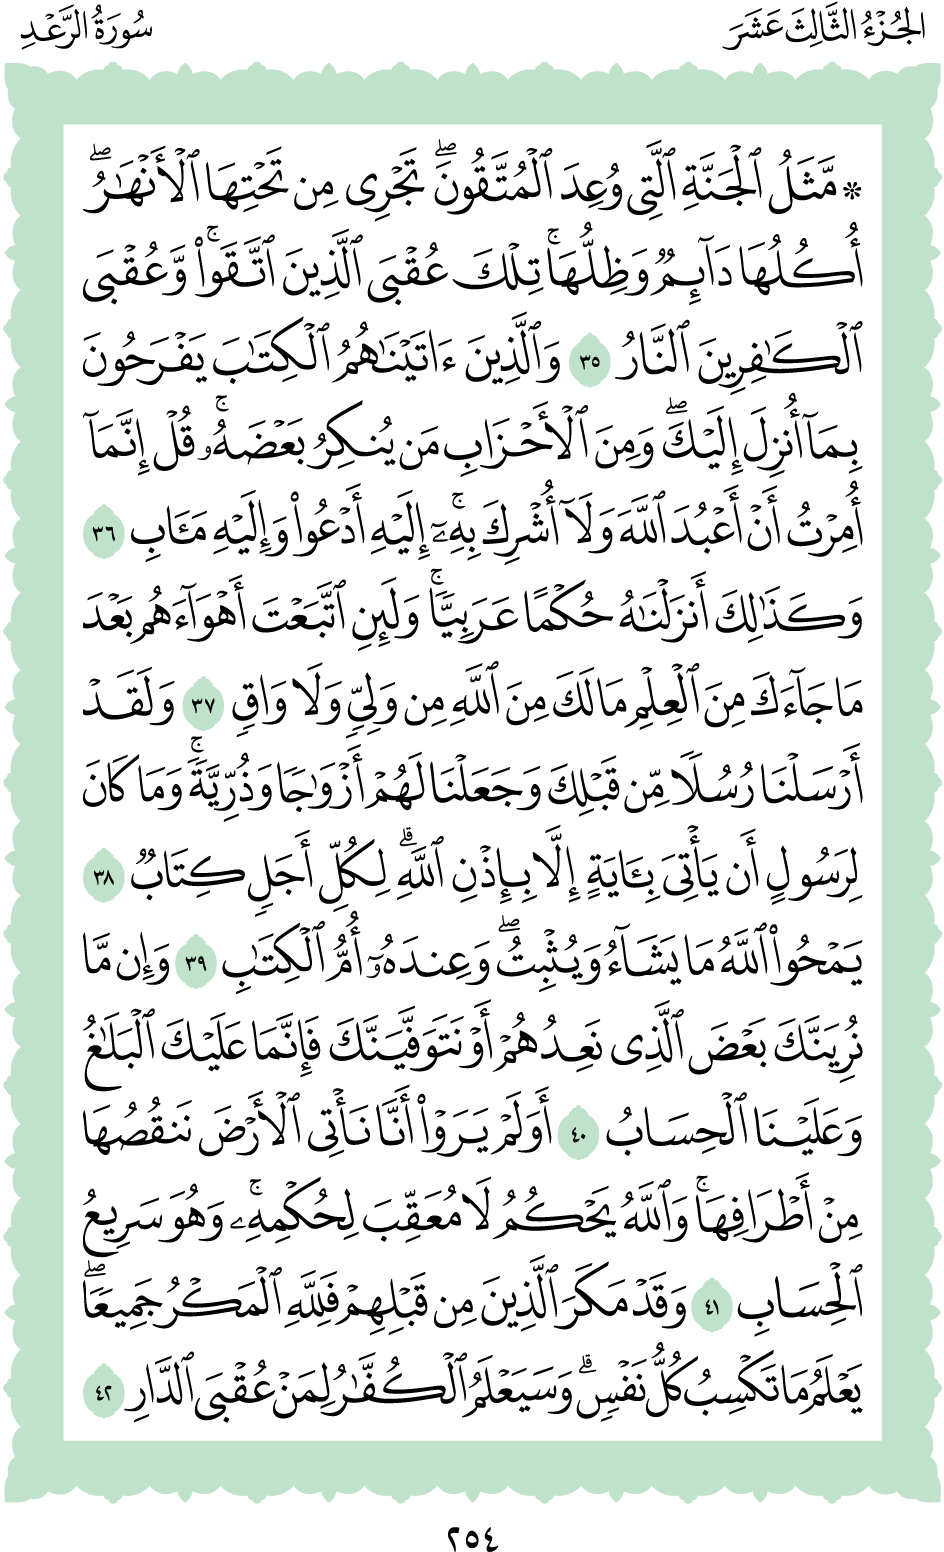 الجُزْءُ الثَّالِثَ عَشَرَ
سُورَةُ الرَّعْدِ
۞ مَّثَلُ ٱلْجَنَّةِ ٱلَّتِى وُعِدَ ٱلْمُتَّقُونَۖ تَجْرِى مِن تَحْتِهَا ٱلْأَنْهَٰرُۖ
أُكُلُهَا دَآئِمٌ وَظِلُّهَاۚ تِلْكَ عُقْبَى ٱلَّذِينَ ٱتَّقَوا۟ۚ وَّعُقْبَى
ٱلْكَٰفِرِينَ ٱلنَّارُ ٣٥ وَٱلَّذِينَ ءَاتَيْنَٰهُمُ ٱلْكِتَٰبَ يَفْرَحُونَ
بِمَآ أُنزِلَ إِلَيْكَۖ وَمِنَ ٱلْأَحْزَابِ مَن يُنكِرُ بَعْضَهُۥۚ قُلْ إِنَّمَآ
أُمِرْتُ أَنْ أَعْبُدَ ٱللَّهَ وَلَآ أُشْرِكَ بِهِۦٓۚ إِلَيْهِ أَدْعُوا۟ وَإِلَيْهِ مَـَٔابِ ٣٦
وَكَذَٰلِكَ أَنزَلْنَٰهُ حُكْمًا عَرَبِيًّاۚ وَلَئِنِ ٱتَّبَعْتَ أَهْوَآءَهُم بَعْدَ
مَا جَآءَكَ مِنَ ٱلْعِلْمِ مَالَكَ مِنَ ٱللَّهِ مِن وَلِىٍّ وَلَا وَاقٍ ٣٧ وَلَقَدْ
أَرْسَلْنَا رُسُلًا مِّن قَبْلِكَ وَجَعَلْنَا لَهُمْ أَزْوَٰجًا وَذُرِّيَّةًۚ وَمَا كَانَ
لِرَسُولٍ أَن يَأْتِىَ بِـَٔايَةٍ إِلَّا بِإِذْنِ ٱللَّهِۗ لِكُلِّ أَجَلٍ كِتَابٌ ٣٨
يَمْحُوا۟ ٱللَّهُ مَا يَشَآءُ وَيُثْبِتُۖ وَعِندَهُۥٓ أُمُّ ٱلْكِتَٰبِ ٣٩ وَإِن مَّا
نُرِيَنَّكَ بَعْضَ ٱلَّذِى نَعِدُهُمْ أَوْ نَتَوَفَّيَنَّكَ فَإِنَّمَا عَلَيْكَ ٱلْبَلَٰغُ
وَعَلَيْنَا ٱلْحِسَابُ ٤٠ أَوَلَمْ يَرَوْا۟ أَنَّا نَأْتِى ٱلْأَرْضَ نَنقُصُهَا
مِنْ أَطْرَافِهَاۚ وَٱللَّهُ يَحْكُمُ لَا مُعَقِّبَ لِحُكْمِهِۦۚ وَهُوَ سَرِيعُ
ٱلْحِسَابِ ٤١ وَقَدْ مَكَرَ ٱلَّذِينَ مِن قَبْلِهِمْ فَلِلَّهِ ٱلْمَكْرُ جَمِيعًاۖ
يَعْلَمُ مَا تَكْسِبُ كُلُّ نَفْسٍۗ وَسَيَعْلَمُ ٱلْكُفَّٰرُ لِمَنْ عُقْبَى ٱلدَّارِ ٤٢
٢٥٤